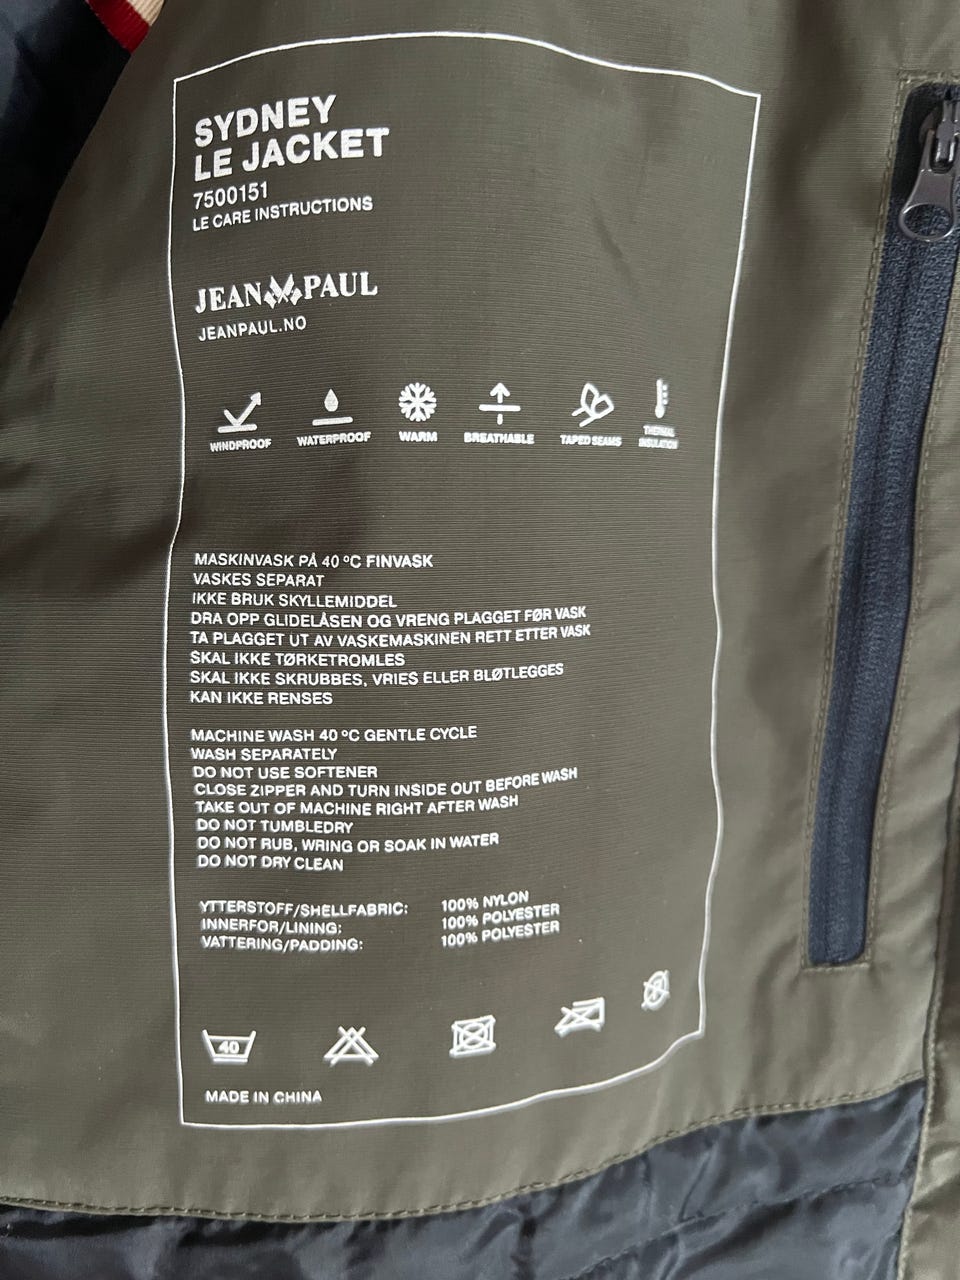 SYDNEY
LE JACKET
7500151
LE CARE INSTRUCTIONS
JEAN PAUL
JEANPAUL.NO
WINDPROOF WATERPROOF WARM BREATHABLE TAPED SEAMS THERMAL INSULATION
MASKINVASK PÅ 40 ºC FINVASK
VASKES SEPARAT
IKKE BRUK SKYLLEMIDDEL
DRA OPP GLIDELÅSEN OG VRENG PLAGGET FØR VASK
TA PLAGGET UT AV VASKEMASKINEN RETT ETTER VASK
SKAL IKKE TØRKETROMLES
SKAL IKKE SKRUBBES, VRIES ELLER BLØTLEGGES
KAN IKKE RENSES
MACHINE WASH 40 ºC GENTLE CYCLE
WASH SEPARATELY
DO NOT USE SOFTENER
CLOSE ZIPPER AND TURN INSIDE OUT BEFORE WASH
TAKE OUT OF MACHINE RIGHT AFTER WASH
DO NOT TUMBLEDRY
DO NOT RUB, WRING OR SOAK IN WATER
DO NOT DRY CLEAN
YTTERSTOFF/SHELLFABRIC: 100% NYLON
INNERFOR/LINING: 100% POLYESTER
VATTERING/PADDING: 100% POLYESTER
40
MADE IN CHINA